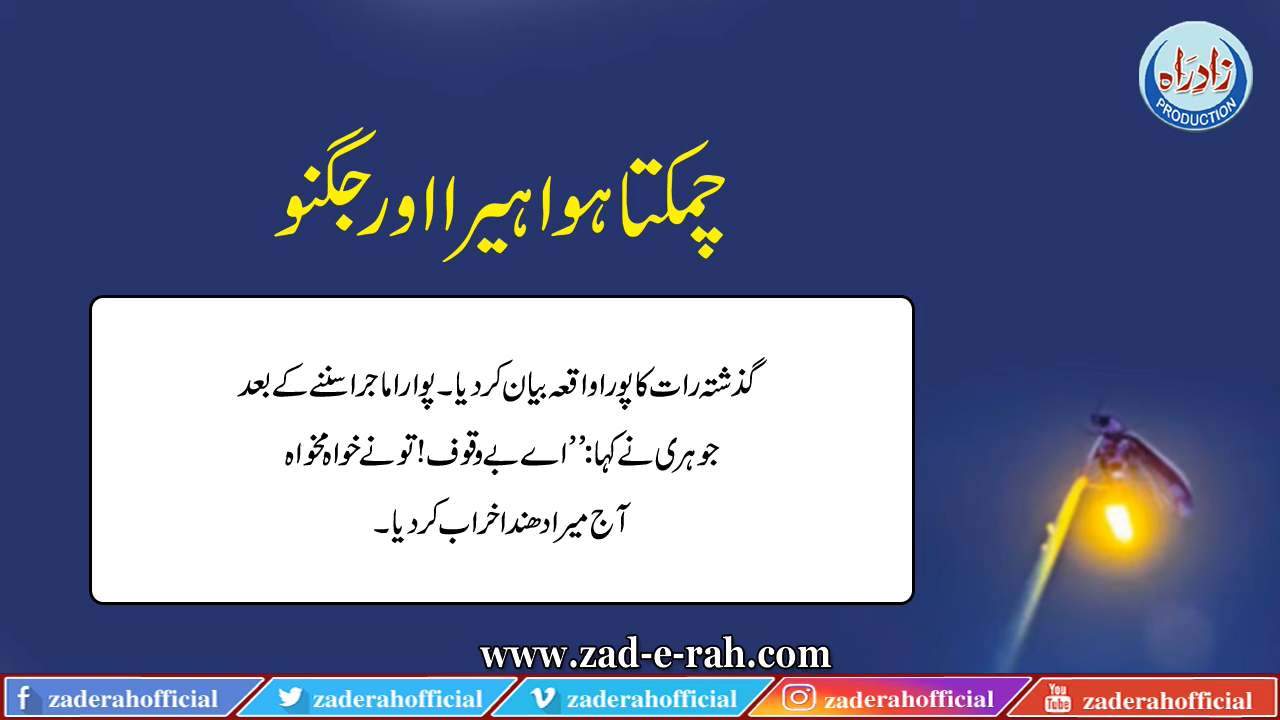 زادِرَاہ
PRODUCTION
چمکتا ہوا ہیرا اور جگنو
گذشتہ رات کا پورا واقعہ بیان کر دیا۔ پوارا ماجرا سننے کے بعد
جوہری نے کہا: ’’اے بے وقوف! تو نے خواہ مخواہ
آج میرا دھندا خراب کر دیا۔
www.zad-e-rah.com
f zaderahofficial zaderahofficial zaderahofficial zaderahofficial You Tube zaderahofficial